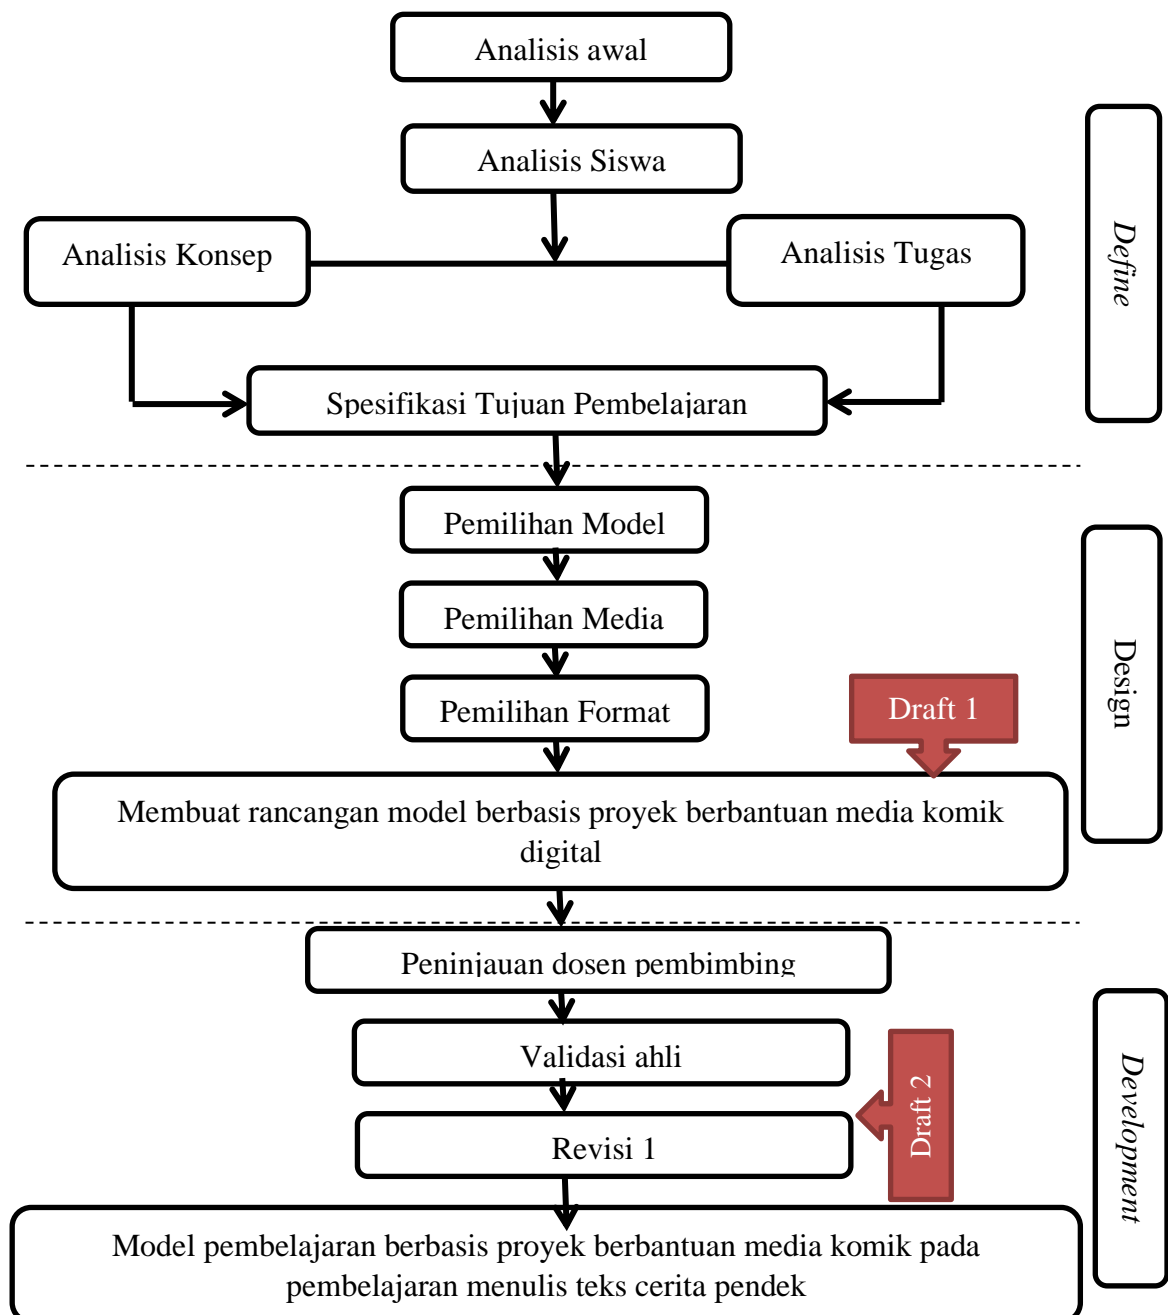 Analisis awal
Analisis Siswa
Analisis Konsep
Analisis Tugas
Define
Spesifikasi Tujuan Pembelajaran
Pemilihan Model
Pemilihan Media
Design
Pemilihan Format
Draft 1
Membuat rancangan model berbasis proyek berbantuan media komik
digital
Peninjauan dosen pembimbing
Validasi ahli
Draft 2
Development
Revisi 1
Model pembelajaran berbasis proyek berbantuan media komik pada
pembelajaran menulis teks cerita pendek